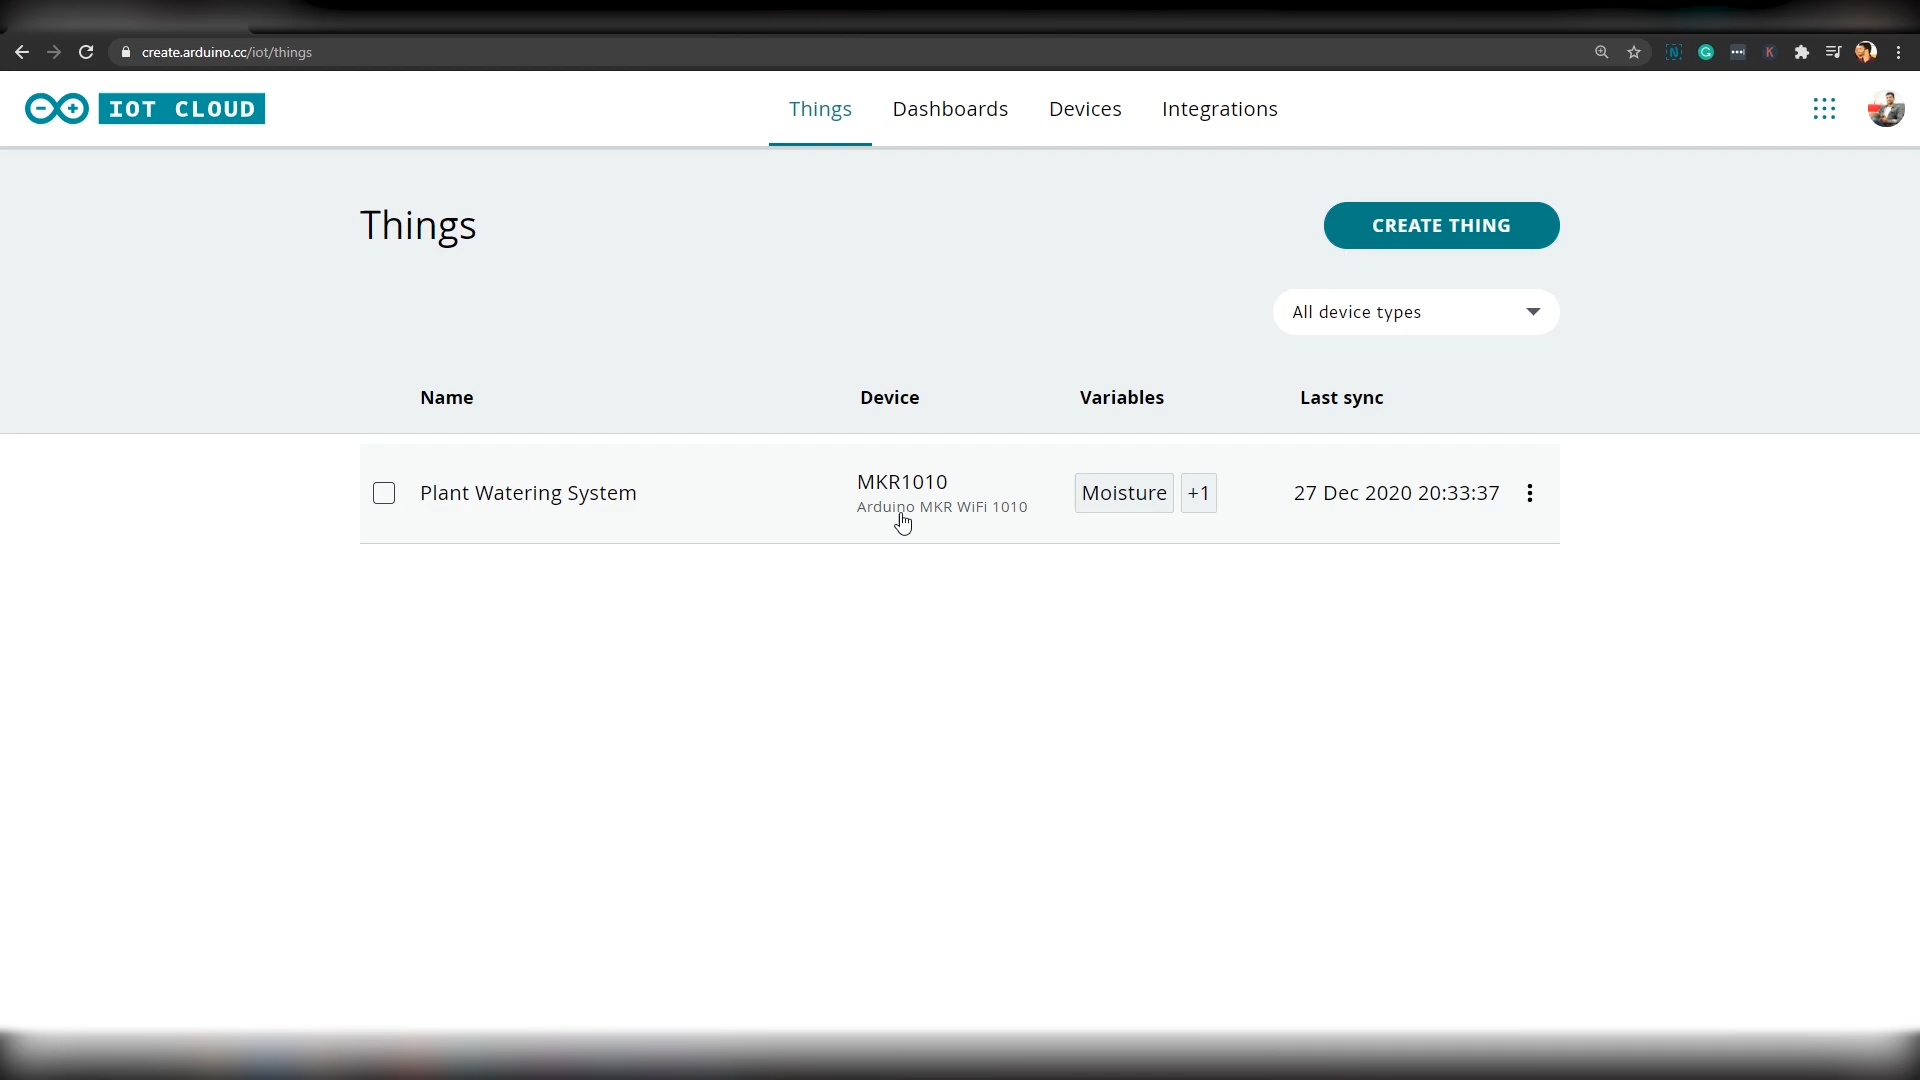 create.arduino.cc/iot/things
IOT CLOUD
Things
Dashboards
Devices
Integrations
Things
CREATE THING
All device types
Name
Device
Variables
Last sync
Plant Watering System
MKR1010
Arduino MKR WiFi 1010
Moisture
+1
27 Dec 2020 20:33:37